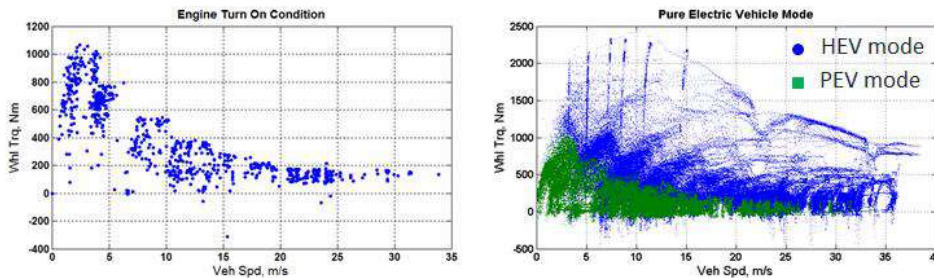 Engine Turn On Condition
1200
1000
800
600
400
200
0
-200
-400
Whl Trq, Nm
0 5 10 15 20 25 30 35
Veh Spd, m/s
Pure Electric Vehicle Mode
2500
2000
1500
1000
500
0
-500
Whl Trq, Nm
HEV mode
PEV mode
0 5 10 15 20 25 30 35 40
Veh Spd, m/s